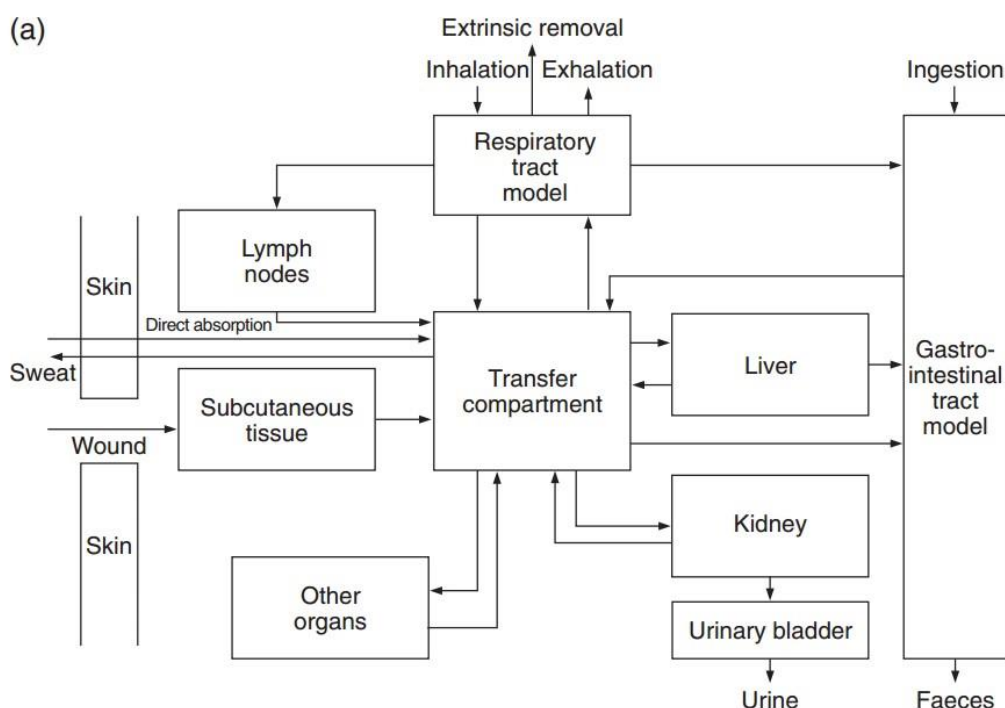 (a)
Extrinsic removal
Inhalation
Exhalation
Ingestion
Respiratory
tract
model
Lymph
nodes
Skin
Direct absorption
Sweat
Transfer
compartment
Liver
Gastro-
intestinal
tract
model
Subcutaneous
tissue
Wound
Skin
Kidney
Other
organs
Urinary bladder
Urine
Faeces